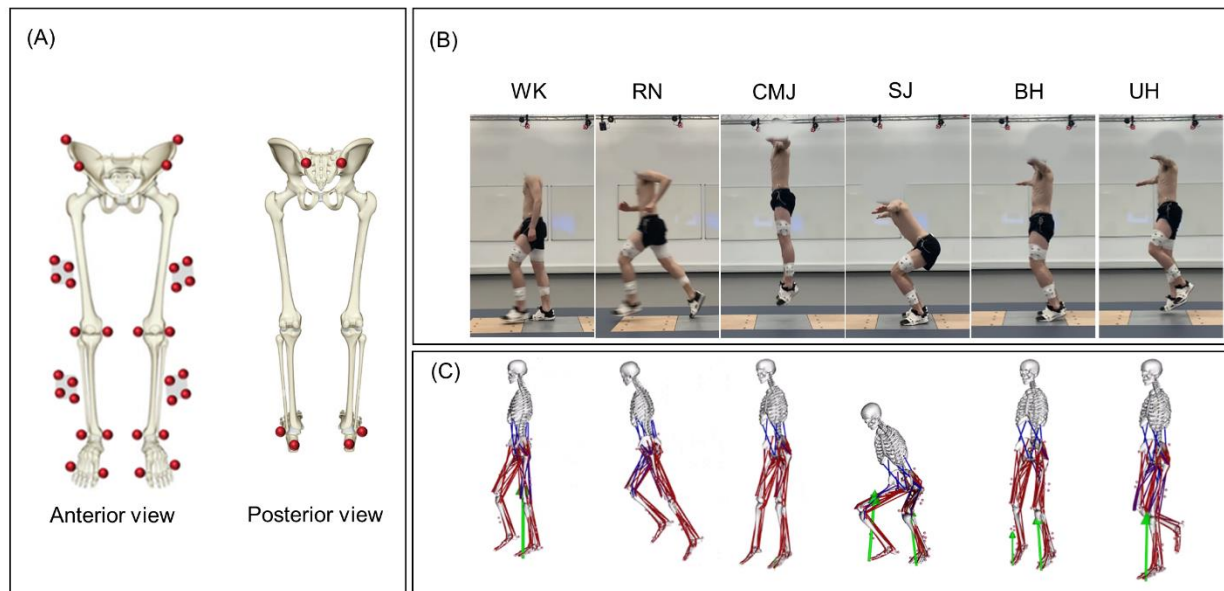 (A)
Anterior view
Posterior view
(B)
WK RN CMJ SJ BH UH
(C)